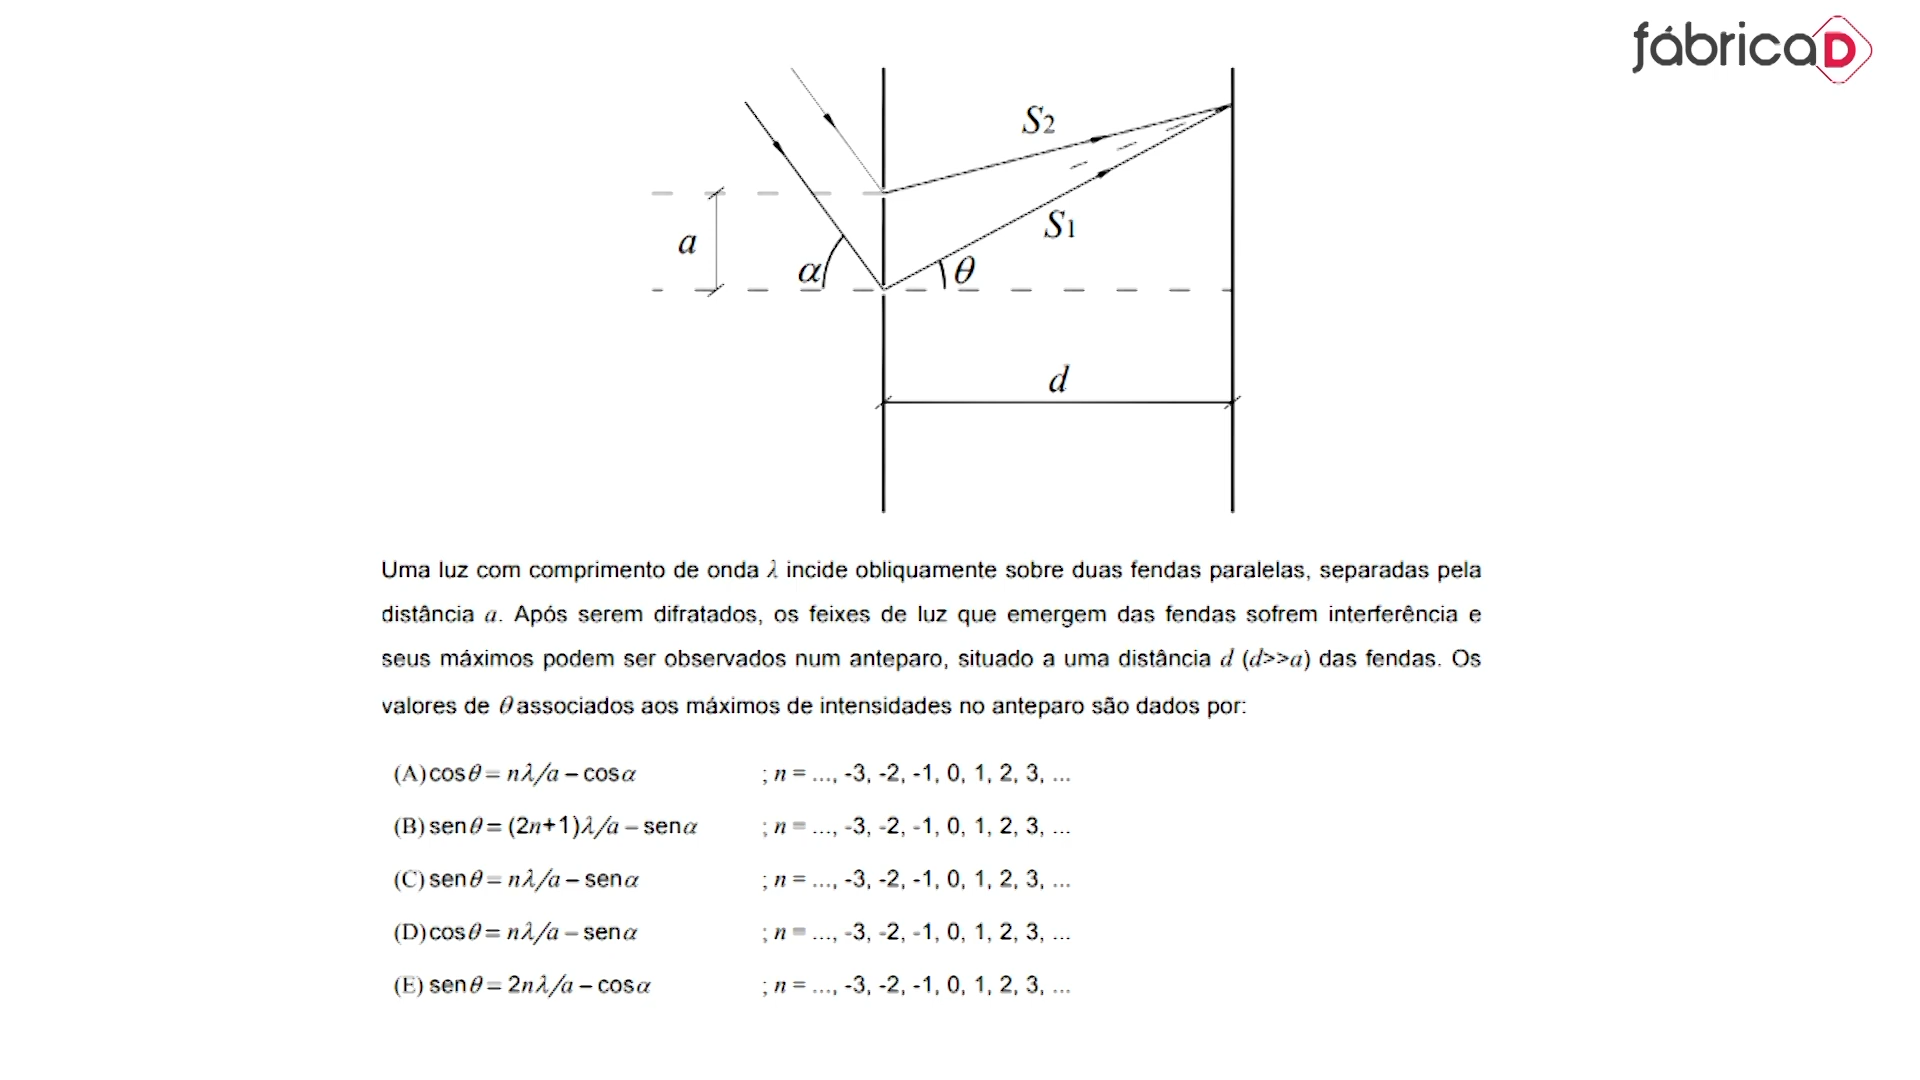 fábricaD
S2
a
α
θ
S1
d
Uma luz com comprimento de onda λ incide obliquamente sobre duas fendas paralelas, separadas pela
distância a. Após serem difratados, os feixes de luz que emergem das fendas sofrem interferência e
seus máximos podem ser observados num anteparo, situado a uma distância d (d>>a) das fendas. Os
valores de θ associados aos máximos de intensidades no anteparo são dados por:
(A) cosθ = nλ/a – cosα ; n = ..., -3, -2, -1, 0, 1, 2, 3, ...
(B) senθ = (2n+1)λ/a – senα ; n = ..., -3, -2, -1, 0, 1, 2, 3, ...
(C) senθ = nλ/a – senα ; n = ..., -3, -2, -1, 0, 1, 2, 3, ...
(D) cosθ = nλ/a – senα ; n = ..., -3, -2, -1, 0, 1, 2, 3, ...
(E) senθ = 2nλ/a – cosα ; n = ..., -3, -2, -1, 0, 1, 2, 3, ...